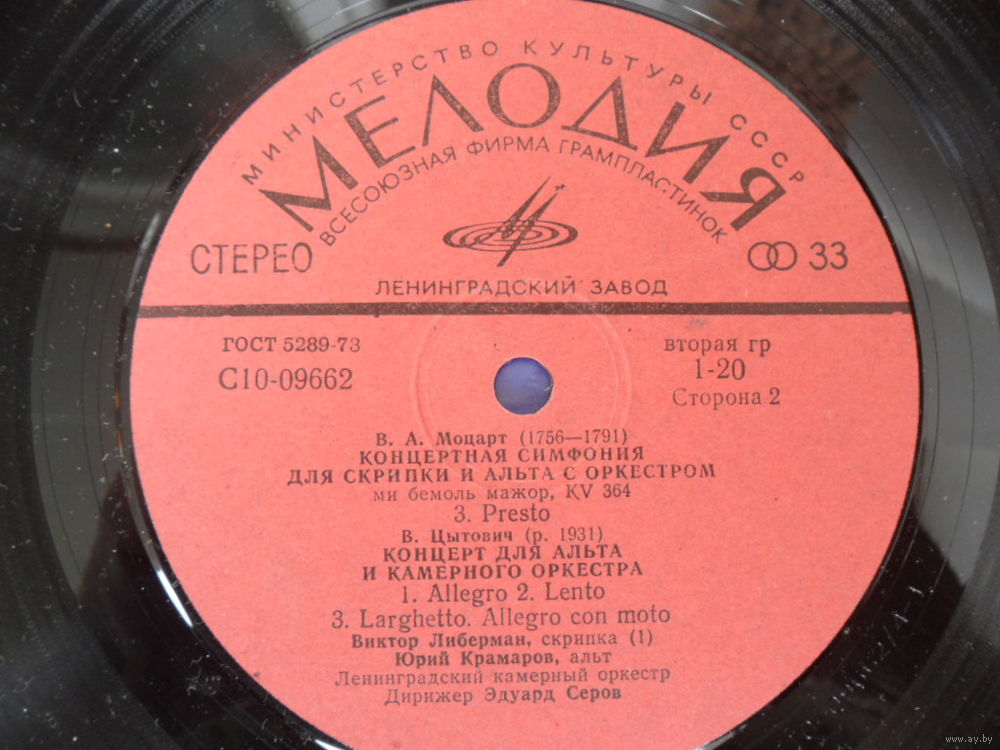 МИНИСТЕРСТВО КУЛЬТУРЫ СССР
МЕЛОДИЯ
ВСЕСОЮЗНАЯ ФИРМА ГРАМПЛАСТИНОК
СТЕРЕО
33
ЛЕНИНГРАДСКИЙ ЗАВОД
ГОСТ 5289-73
вторая гр
С10-09662
1-20
Сторона 2
В. А. Моцарт (1756—1791)
КОНЦЕРТНАЯ СИМФОНИЯ
ДЛЯ СКРИПКИ И АЛЬТА С ОРКЕСТРОМ
ми бемоль мажор, KV 364
3. Presto
В. Цытович (р. 1931)
КОНЦЕРТ ДЛЯ АЛЬТА
И КАМЕРНОГО ОРКЕСТРА
1. Allegro 2. Lento
3. Larghetto. Allegro con moto
Виктор Либерман, скрипка (1)
Юрий Крамаров, альт
Ленинградский камерный оркестр
Дирижер Эдуард Серов
www.ay.by